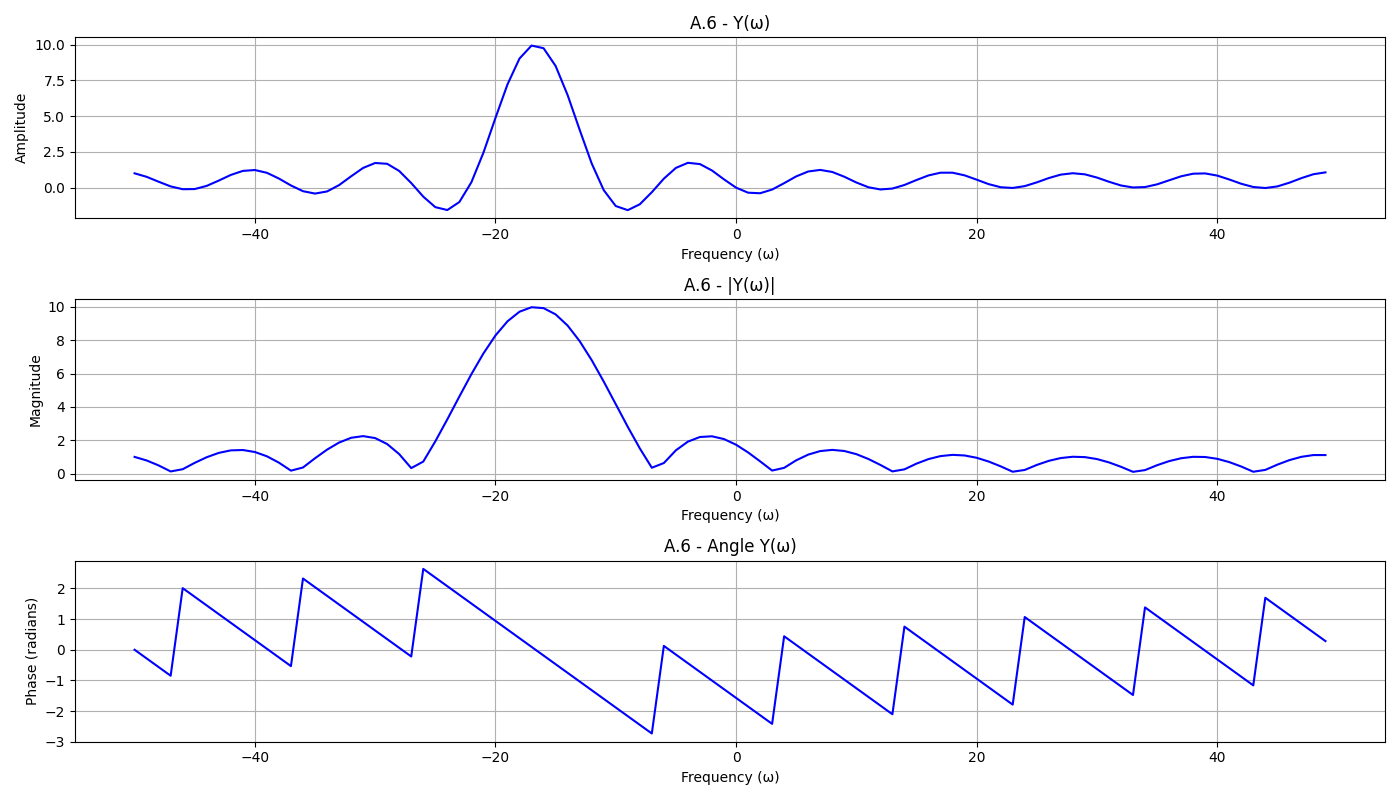 A.6 - Y(ω)
Amplitude
10.0
7.5
5.0
2.5
0.0
−40 −20 0 20 40
Frequency (ω)
A.6 - |Y(ω)|
Magnitude
10
8
6
4
2
0
−40 −20 0 20 40
Frequency (ω)
A.6 - Angle Y(ω)
Phase (radians)
2
1
0
−1
−2
−3
−40 −20 0 20 40
Frequency (ω)